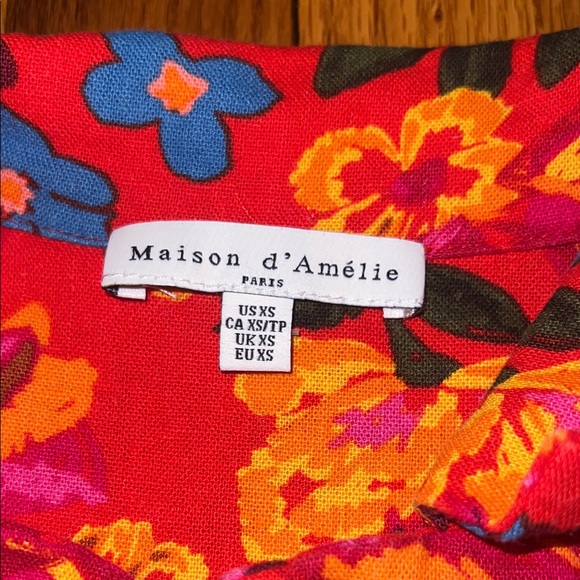 Maison d'Amélie
PARIS
US XS
CA XS/TP
UK XS
EU XS